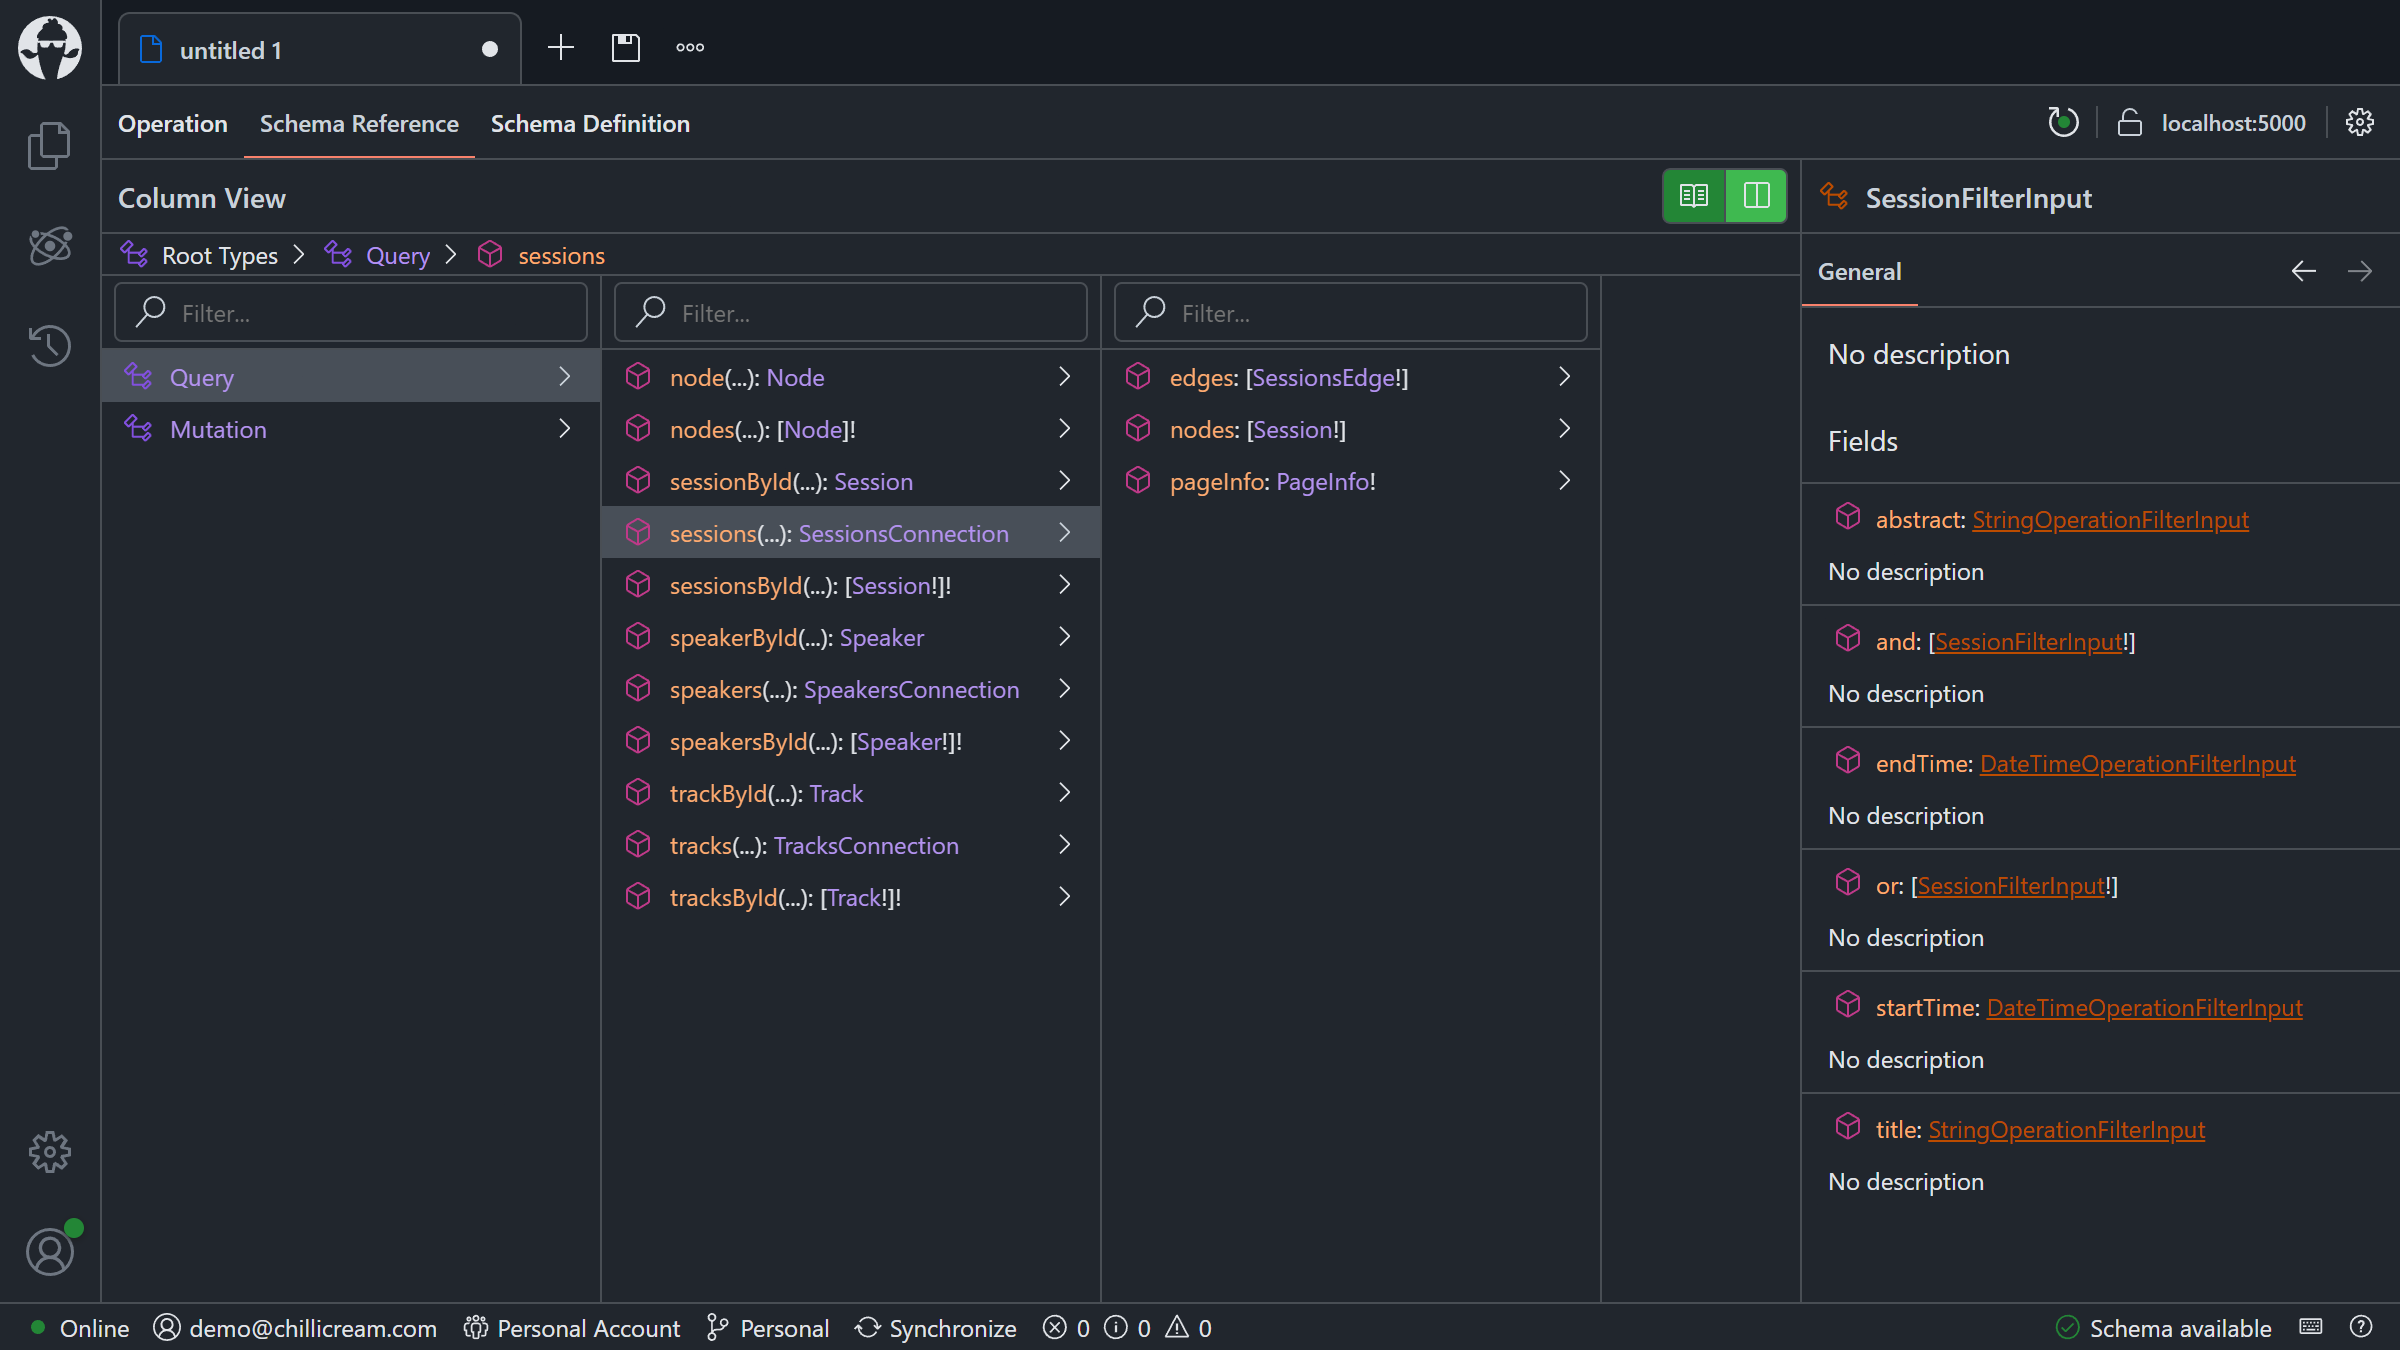 untitled 1
Operation Schema Reference Schema Definition localhost:5000
Column View
Root Types Query sessions
Filter...
Query
Mutation
Filter...
node(...): Node
nodes(...): [Node]!
sessionById(...): Session
sessions(...): SessionsConnection
sessionsById(...): [Session!]!
speakerById(...): Speaker
speakers(...): SpeakersConnection
speakersById(...): [Speaker!]!
trackById(...): Track
tracks(...): TracksConnection
tracksById(...): [Track!]!
Filter...
edges: [SessionsEdge!]
nodes: [Session!]
pageInfo: PageInfo!
SessionFilterInput
General
No description
Fields
abstract: StringOperationFilterInput
No description
and: [SessionFilterInput!]
No description
endTime: DateTimeOperationFilterInput
No description
or: [SessionFilterInput!]
No description
startTime: DateTimeOperationFilterInput
No description
title: StringOperationFilterInput
No description
Online demo@chillicream.com Personal Account Personal Synchronize 0 0 0 Schema available